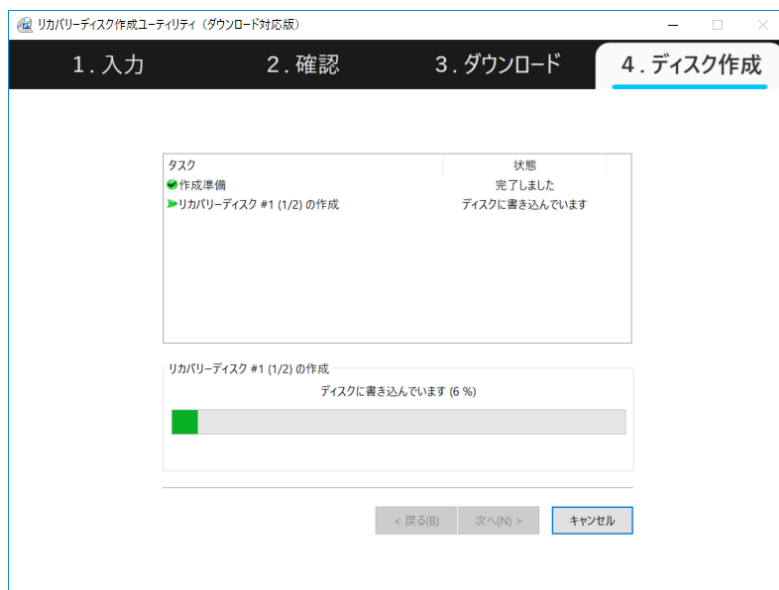 リカバリーディスク作成ユーティリティ（ダウンロード対応版）
1.入力 2.確認 3.ダウンロード 4.ディスク作成
タスク 状態
作成準備 完了しました
リカバリーディスク #1 (1/2) の作成 ディスクに書き込んでいます
リカバリーディスク #1 (1/2) の作成
ディスクに書き込んでいます (6 %)
< 戻る(B) 次へ(N) > キャンセル